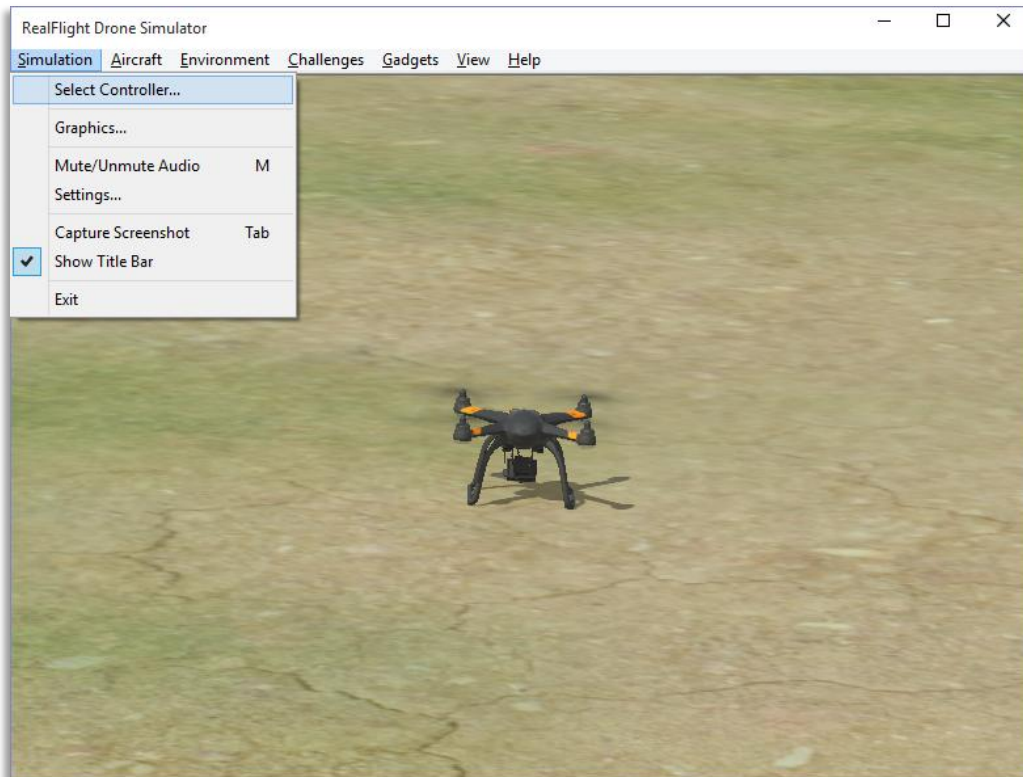 RealFlight Drone Simulator
Simulation Aircraft Environment Challenges Gadgets View Help
Select Controller...
Graphics...
Mute/Unmute Audio M
Settings...
Capture Screenshot Tab
Show Title Bar
Exit